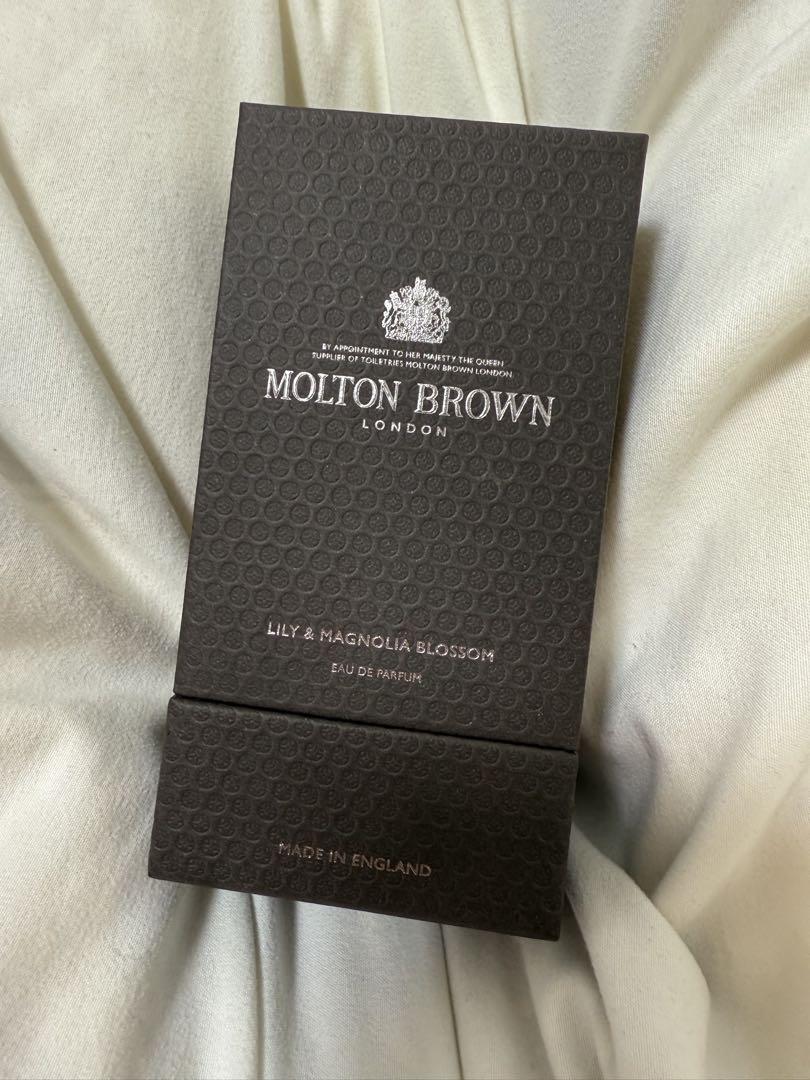 BY APPOINTMENT TO HER MAJESTY THE QUEEN
SUPPLIER OF TOILETRIES MOLTON BROWN LONDON
MOLTON BROWN
LONDON
LILY & MAGNOLIA BLOSSOM
EAU DE PARFUM
MADE IN ENGLAND